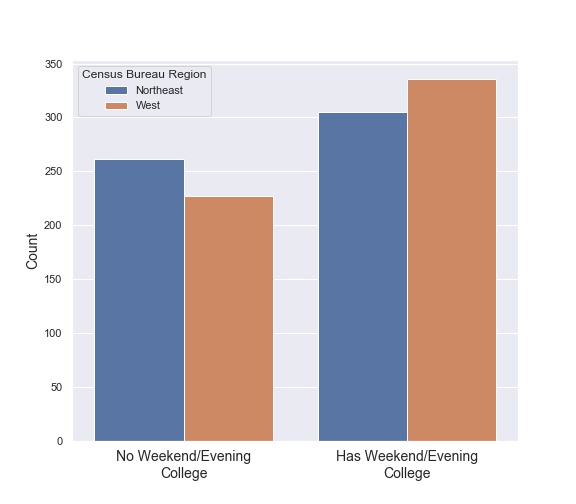 350
300
250
200
150
100
50
0
Count
Census Bureau Region
Northeast
West
No Weekend/Evening
College
Has Weekend/Evening
College